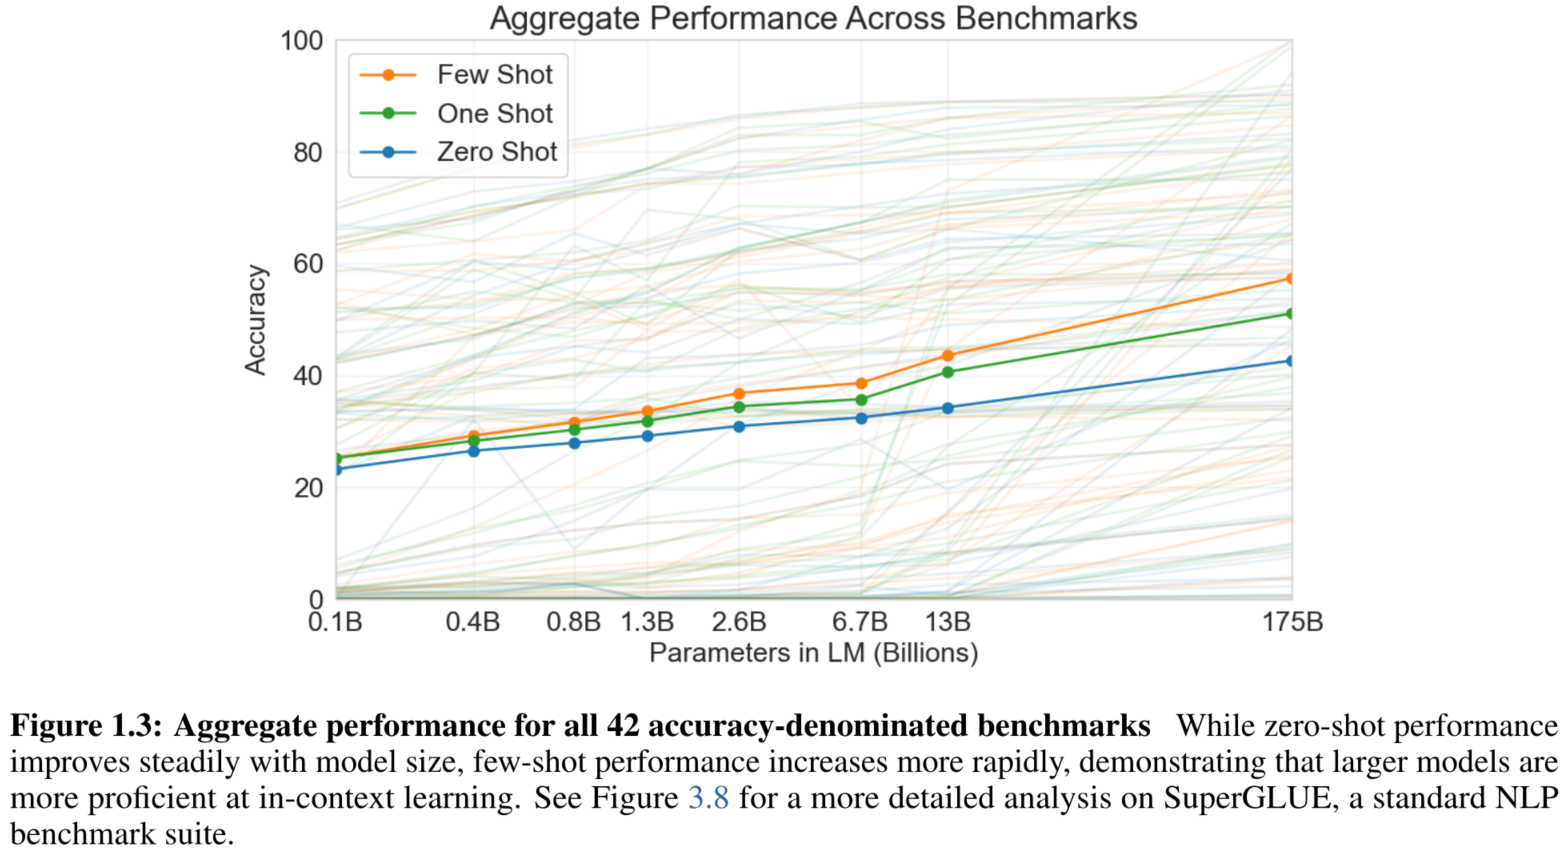 Aggregate Performance Across Benchmarks
100
80
60
40
20
0
Accuracy
Few Shot
One Shot
Zero Shot
0.1B 0.4B 0.8B 1.3B 2.6B 6.7B 13B 175B
Parameters in LM (Billions)
Figure 1.3: Aggregate performance for all 42 accuracy-denominated benchmarks While zero-shot performance
improves steadily with model size, few-shot performance increases more rapidly, demonstrating that larger models are
more proficient at in-context learning. See Figure 3.8 for a more detailed analysis on SuperGLUE, a standard NLP
benchmark suite.